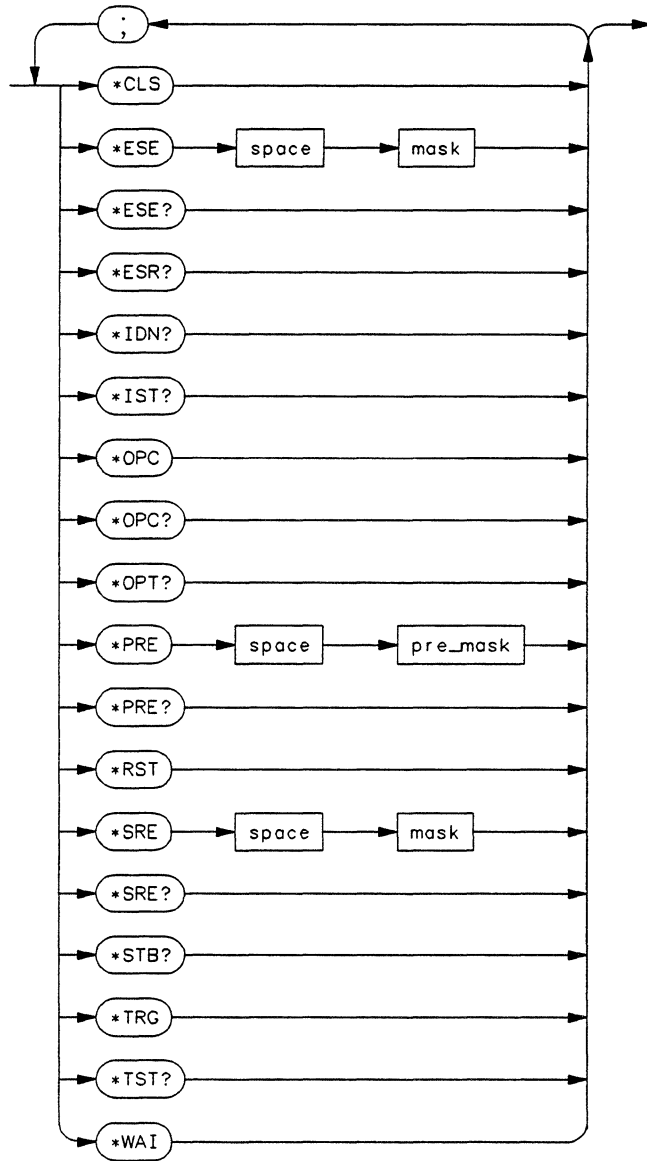 ;
*CLS
*ESE space mask
*ESE?
*ESR?
*IDN?
*IST?
*OPC
*OPC?
*OPT?
*PRE space pre_mask
*PRE?
*RST
*SRE space mask
*SRE?
*STB?
*TRG
*TST?
*WAI